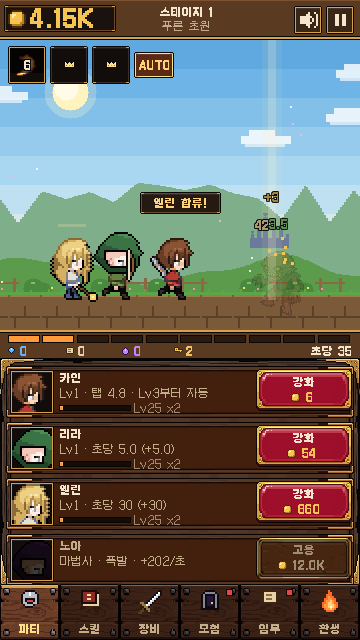 4.15K
스테이지 1
푸른 초원
6
AUTO
엘린 합류!
0
0
0
2
초당 35
카인
Lv1 · 탭 4.8 · Lv3부터 자동
Lv25 x2
강화
6
리라
Lv1 · 초당 5.0 (+5.0)
Lv25 x2
강화
54
엘린
Lv1 · 초당 30 (+30)
Lv25 x2
강화
860
노아
마법사 · 폭발 · +202/초
고용
12.0K
파티
스킬
장비
모험
임무
환생